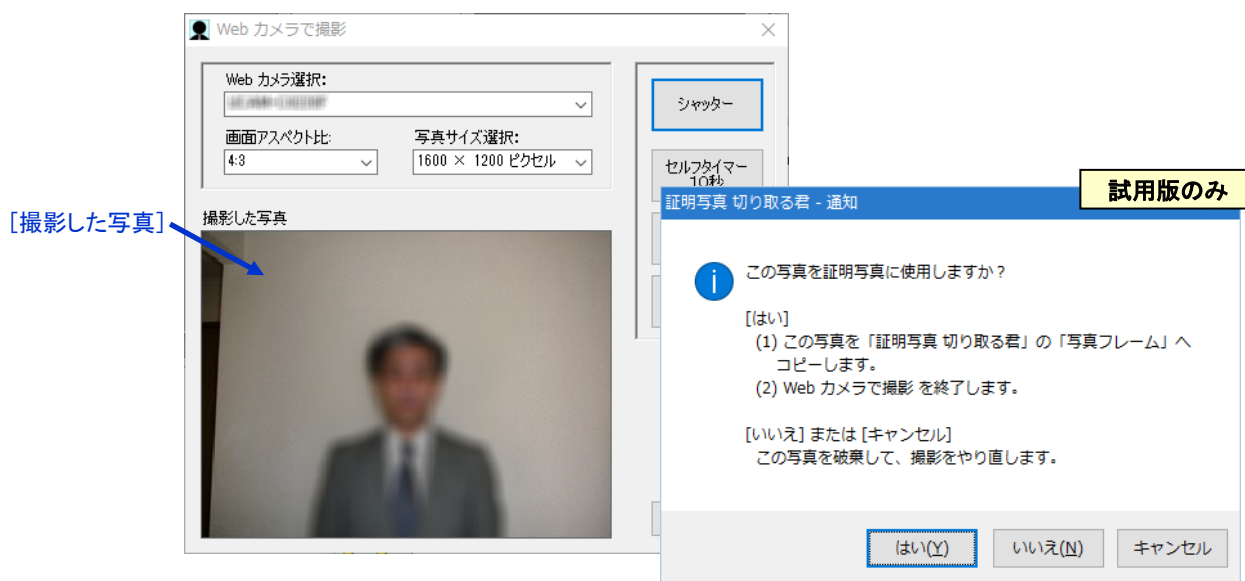 Web カメラで撮影
Web カメラ選択:
画面アスペクト比:
写真サイズ選択:
4:3
1600 × 1200 ピクセル
シャッター
セルフタイマー
10秒
[撮影した写真]
撮影した写真
試用版のみ
証明写真 切り取る君 - 通知
この写真を証明写真に使用しますか？
[はい]
(1) この写真を「証明写真 切り取る君」の「写真フレーム」へ
コピーします。
(2) Web カメラで撮影 を終了します。
[いいえ] または [キャンセル]
この写真を破棄して、撮影をやり直します。
はい(Y)
いいえ(N)
キャンセル